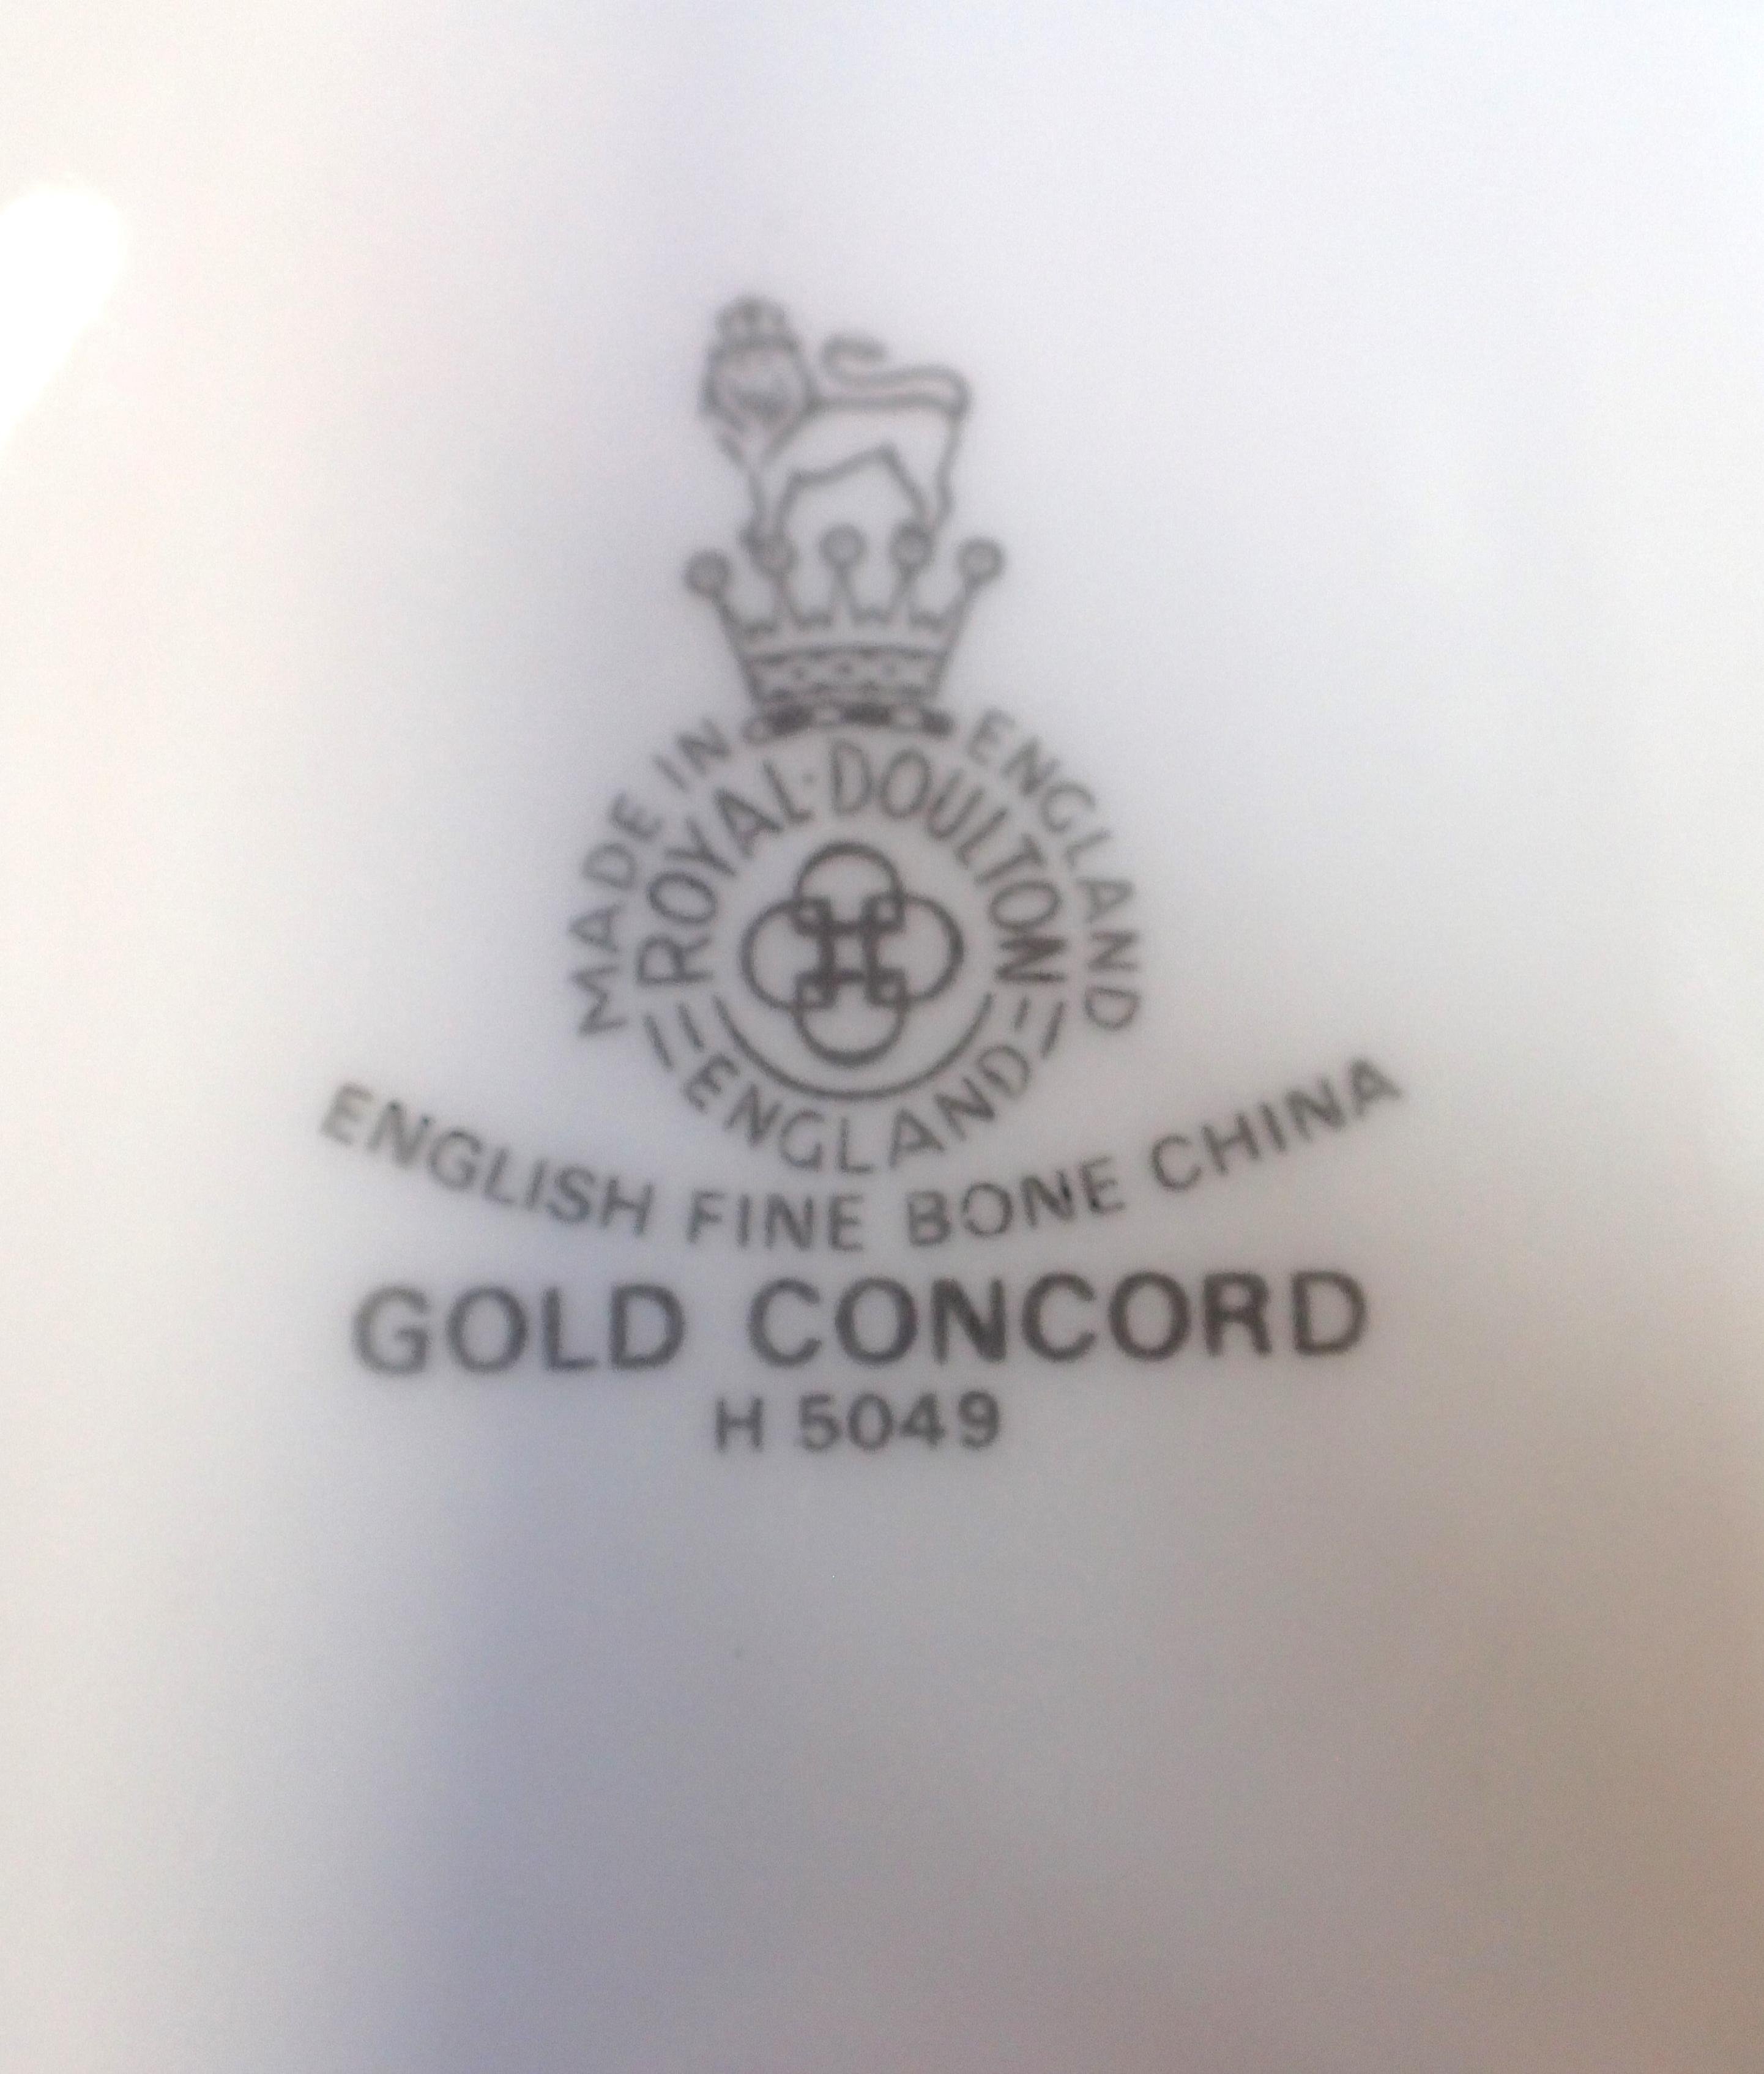 MADE IN ENGLAND
ROYAL·DOULTON
ENGLAND
ENGLISH FINE BONE CHINA
GOLD CONCORD
H 5049